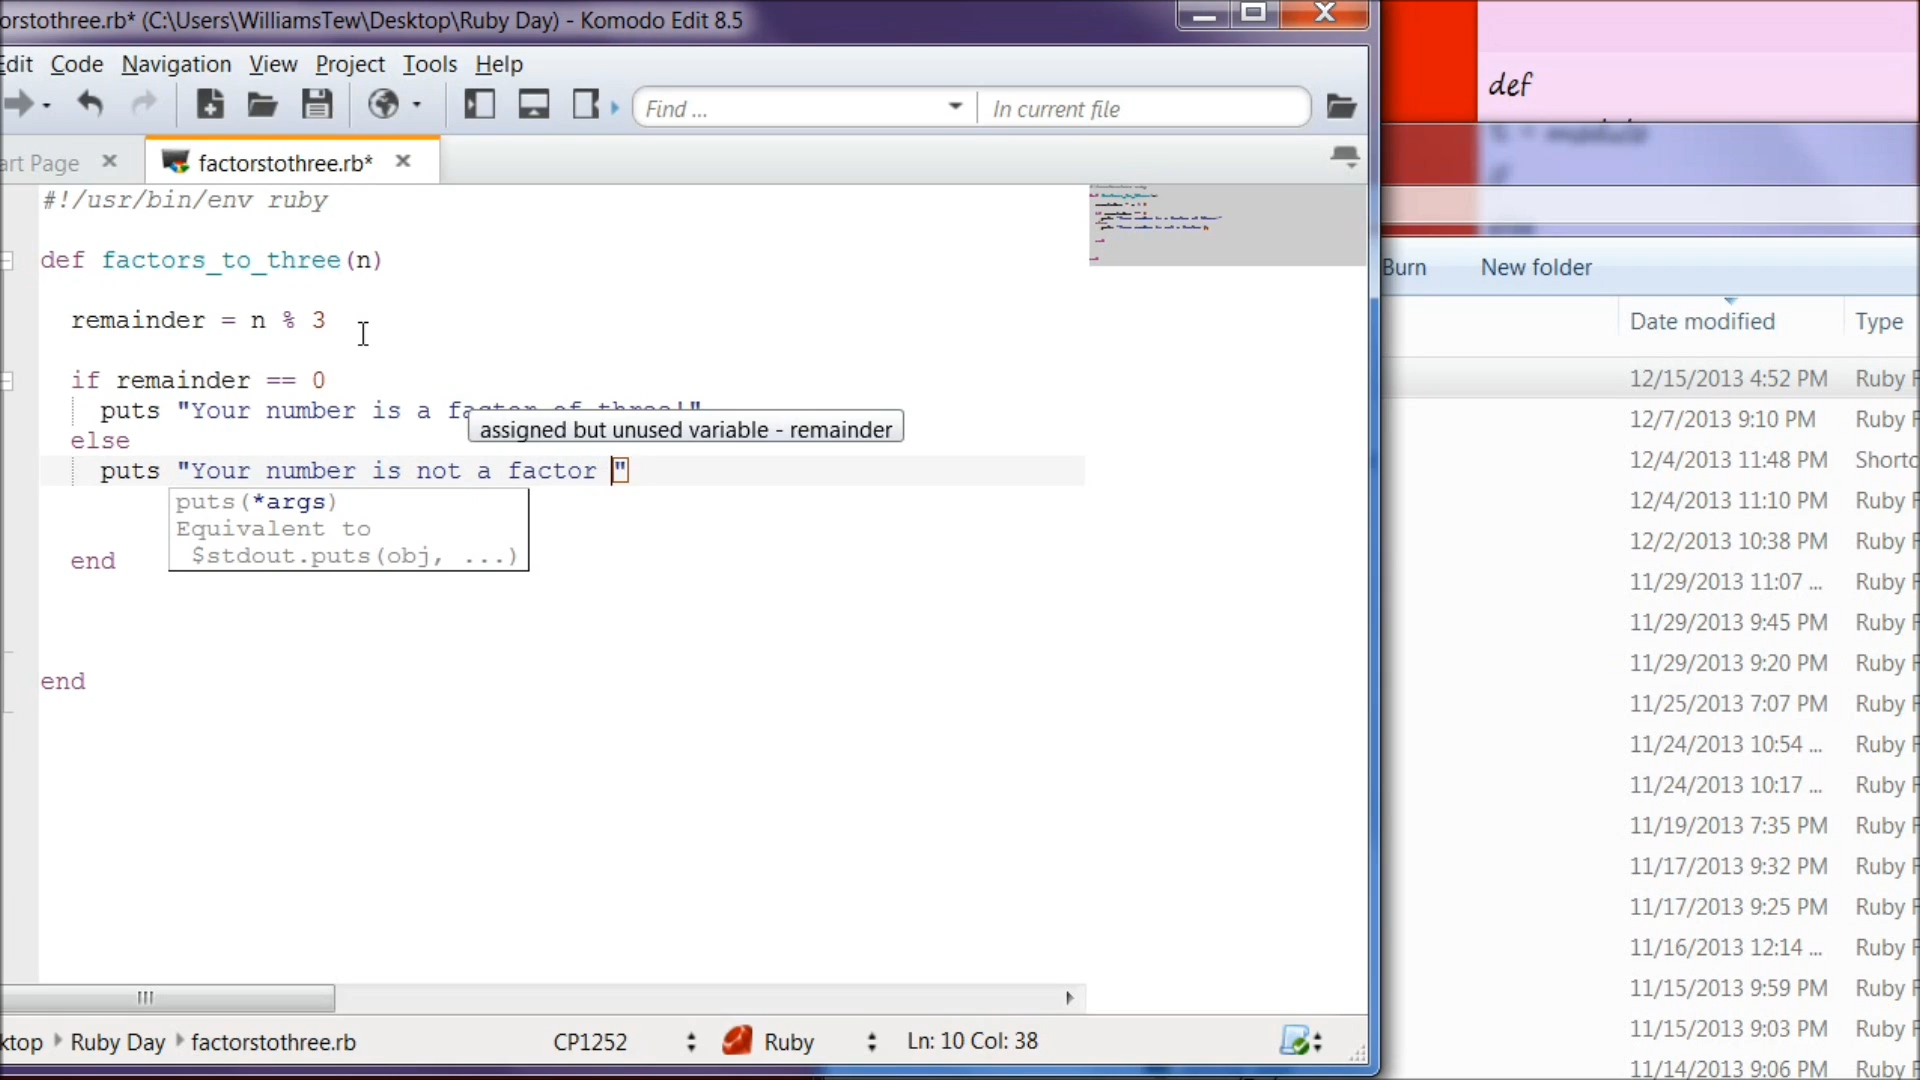 orstothree.rb* (C:\Users\WilliamsTew\Desktop\Ruby Day) - Komodo Edit 8.5
Edit Code Navigation View Project Tools Help
Find ...
In current file
art Page
factorstothree.rb*
#!/usr/bin/env ruby
def factors_to_three(n)
remainder = n % 3
if remainder == 0
puts "Your number is a factor of three!"
assigned but unused variable - remainder
else
puts "Your number is not a factor "
puts(*args)
Equivalent to
$stdout.puts(obj, ...)
end
end
ktop Ruby Day factorstothree.rb CP1252 Ruby Ln: 10 Col: 38
def
% = modulo
if
else
Burn New folder
Date modified Type
12/15/2013 4:52 PM Ruby F
12/7/2013 9:10 PM Ruby F
12/4/2013 11:48 PM Shortc
12/4/2013 11:10 PM Ruby F
12/2/2013 10:38 PM Ruby F
11/29/2013 11:07 ... Ruby F
11/29/2013 9:45 PM Ruby F
11/29/2013 9:20 PM Ruby F
11/25/2013 7:07 PM Ruby F
11/24/2013 10:54 ... Ruby F
11/24/2013 10:17 ... Ruby F
11/19/2013 7:35 PM Ruby F
11/17/2013 9:32 PM Ruby F
11/17/2013 9:25 PM Ruby F
11/16/2013 12:14 ... Ruby F
11/15/2013 9:59 PM Ruby F
11/15/2013 9:03 PM Ruby F
11/14/2013 9:06 PM Ruby F